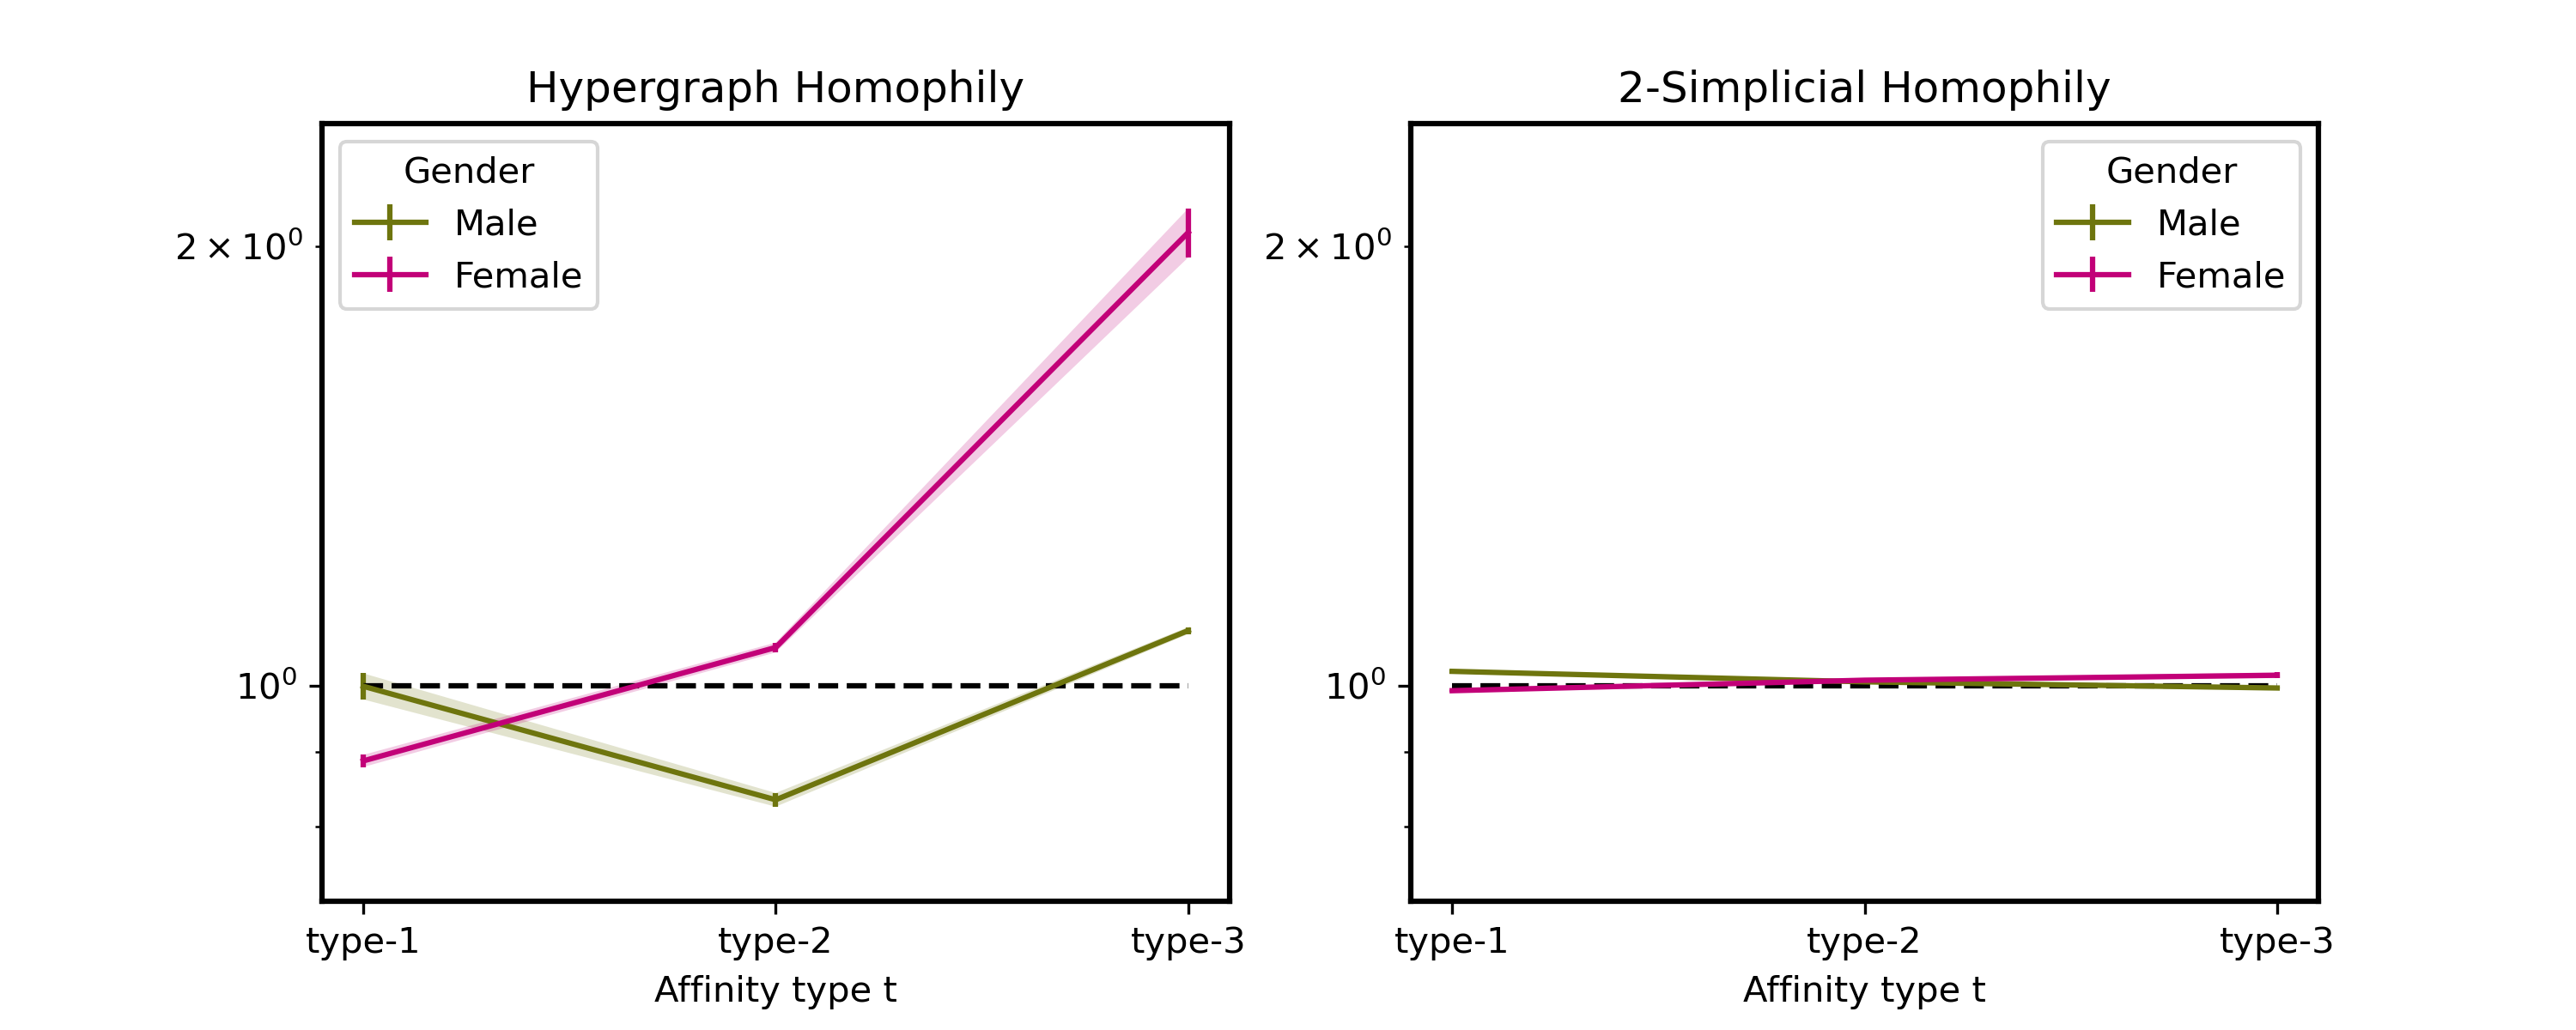 Hypergraph Homophily
Gender
Male
Female
2 × 10⁰
10⁰
type-1
type-2
type-3
Affinity type t
2-Simplicial Homophily
Gender
Male
Female
2 × 10⁰
10⁰
type-1
type-2
type-3
Affinity type t